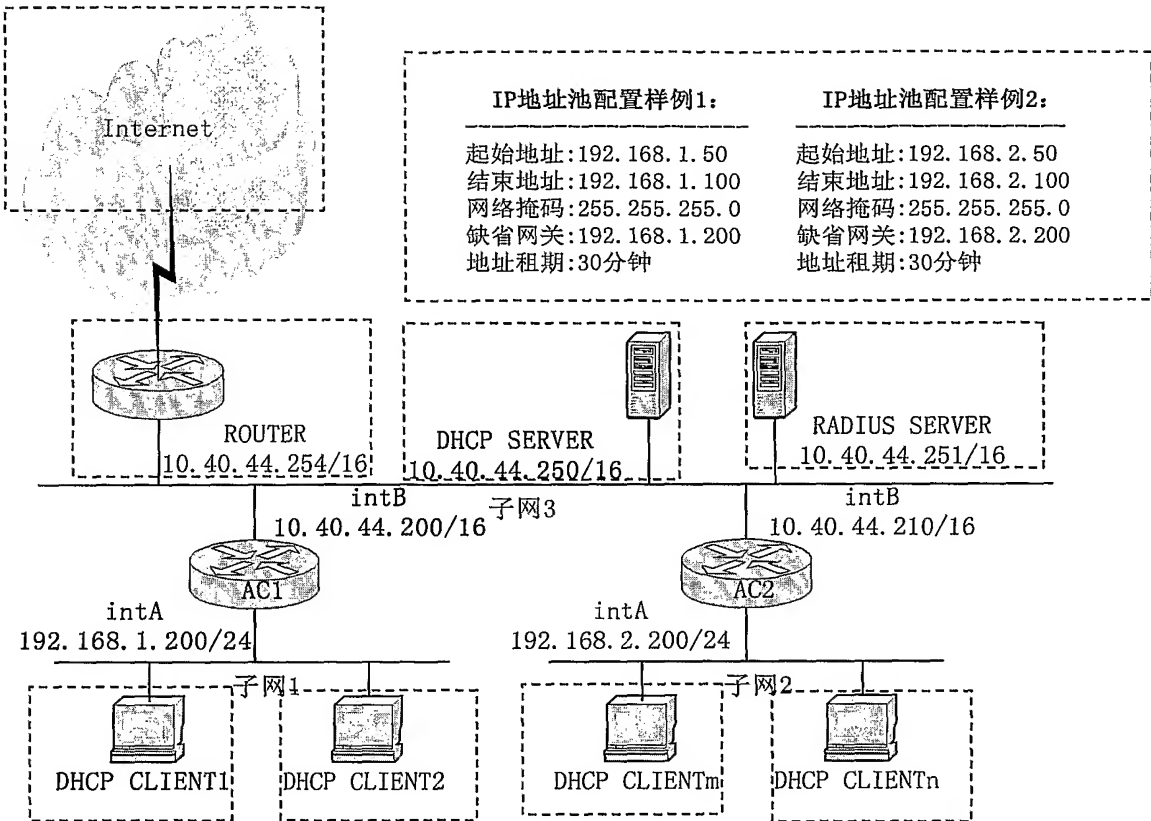 Internet
IP地址池配置样例1:
起始地址:192.168.1.50
结束地址:192.168.1.100
网络掩码:255.255.255.0
缺省网关:192.168.1.200
地址租期:30分钟
IP地址池配置样例2:
起始地址:192.168.2.50
结束地址:192.168.2.100
网络掩码:255.255.255.0
缺省网关:192.168.2.200
地址租期:30分钟
ROUTER
10.40.44.254/16
DHCP SERVER
10.40.44.250/16
RADIUS SERVER
10.40.44.251/16
intB
10.40.44.200/16
子网3
intB
10.40.44.210/16
AC1
AC2
intA
192.168.1.200/24
intA
192.168.2.200/24
子网1
子网2
DHCP CLIENT1
DHCP CLIENT2
DHCP CLIENTm
DHCP CLIENTn